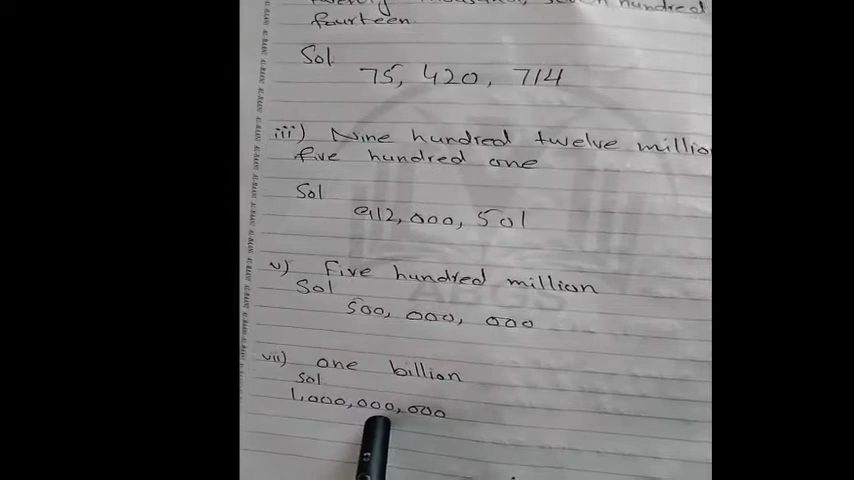 fourteen
Sol
75, 420, 714
iii) Nine hundred twelve millio
five hundred one
Sol
912,000, 501
v) Five hundred million
Sol
500, 000, 000
vii) one billion
Sol
1,000,000,000